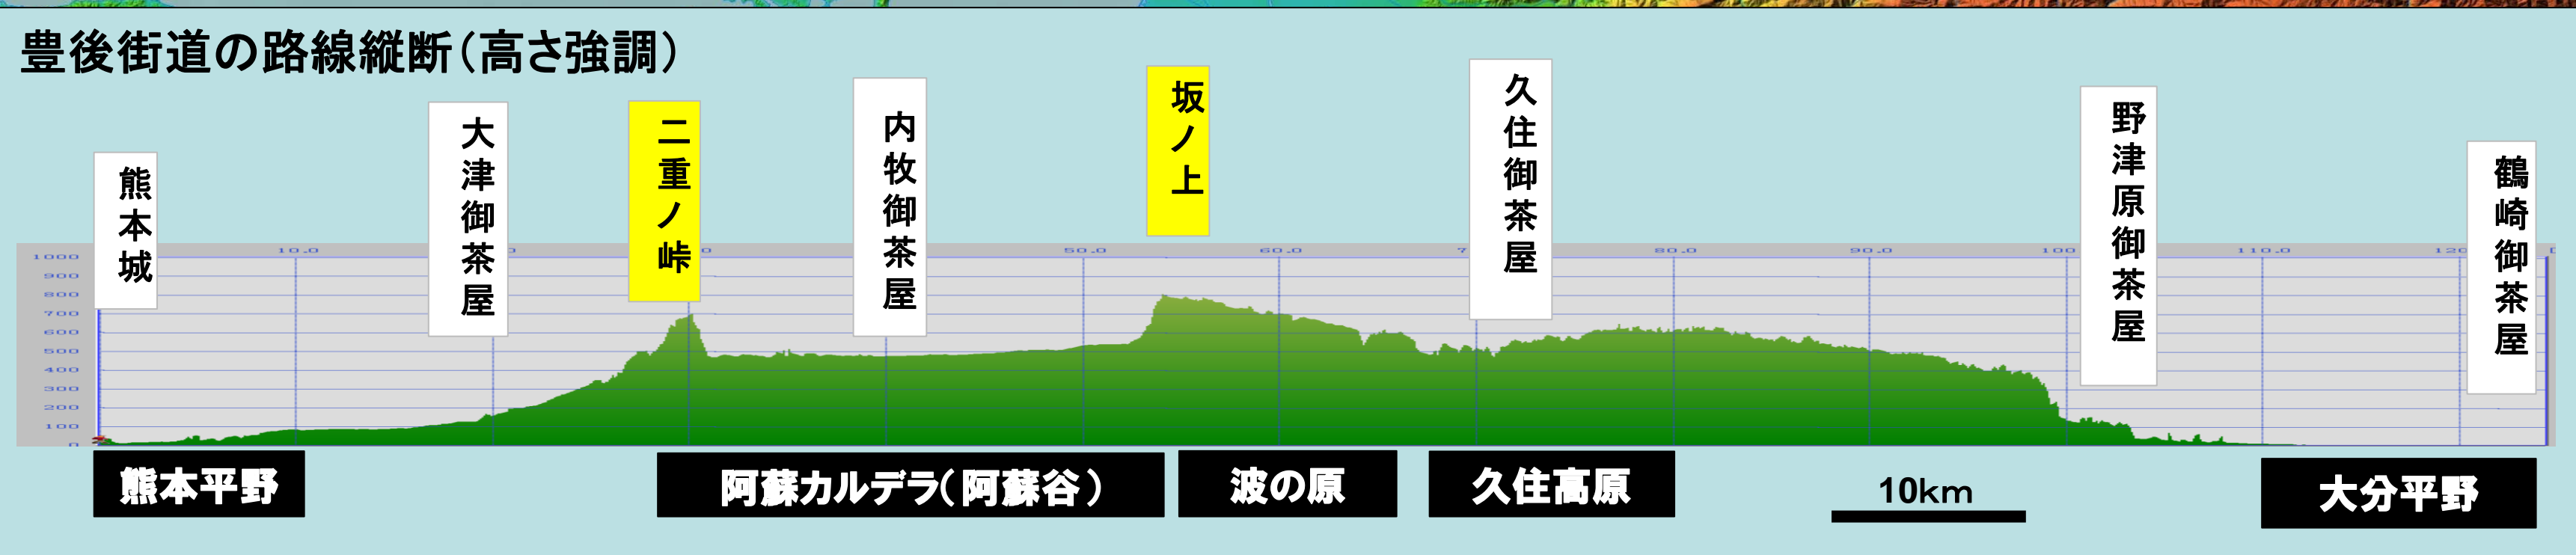 豊後街道の路線縦断（高さ強調）
熊本城
大津御茶屋
二重ノ峠
内牧御茶屋
坂ノ上
久住御茶屋
野津原御茶屋
鶴崎御茶屋
10.0
50.0
60.0
80.0
90.0
100
110.0
120
1000
900
800
700
600
500
400
300
200
100
0
熊本平野
阿蘇カルデラ（阿蘇谷）
波の原
久住高原
10km
大分平野